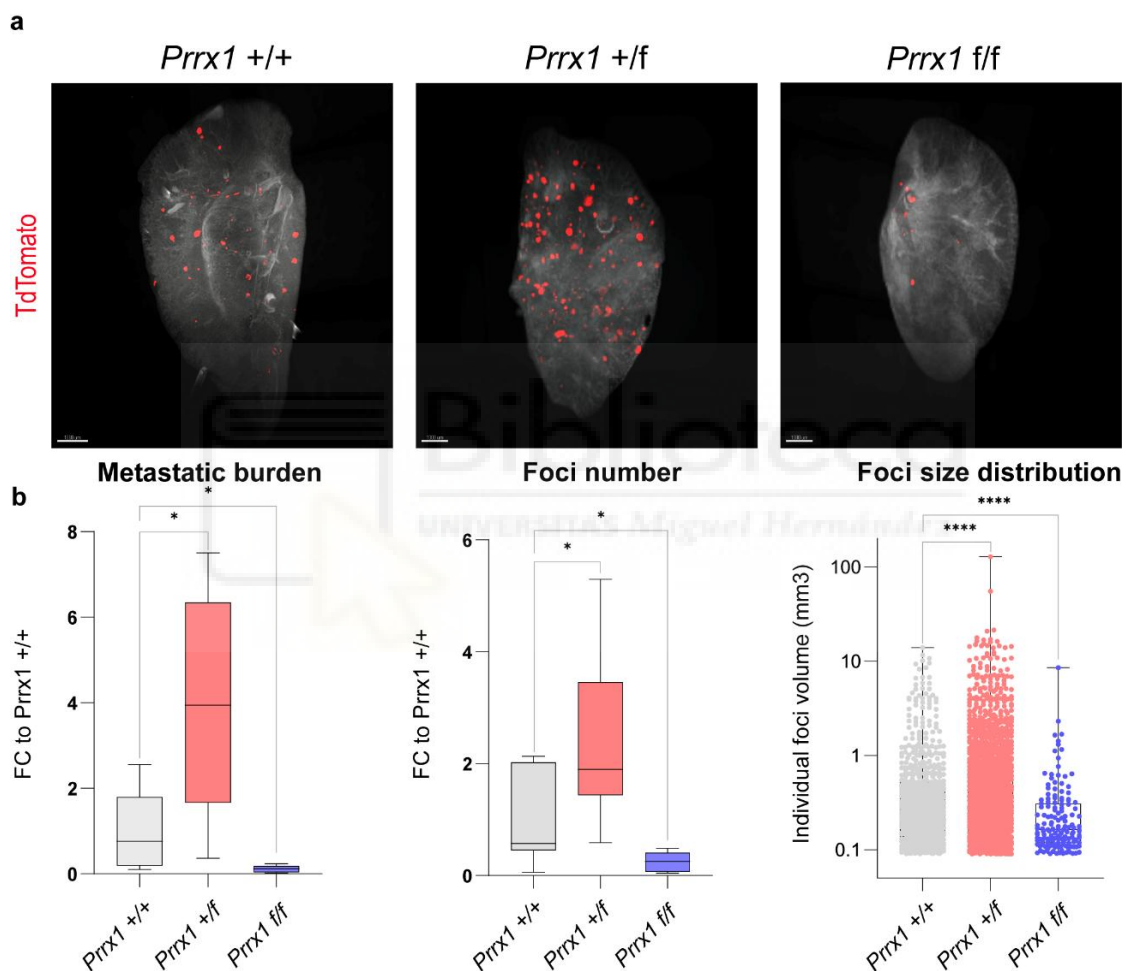 a
Prrx1 +/+ Prrx1 +/f Prrx1 f/f
TdTomato
Biblioteca
UNIVERSITAS Miguel Hernández
Metastatic burden Foci number Foci size distribution
b
* * **** 
* * ****
FC to Prrx1 +/+
8
6
4
2
0
Prrx1 +/+ Prrx1 +/f Prrx1 f/f
FC to Prrx1 +/+
6
4
2
0
Prrx1 +/+ Prrx1 +/f Prrx1 f/f
Individual foci volume (mm3)
100
10
1
0.1
Prrx1 +/+ Prrx1 +/f Prrx1 f/f